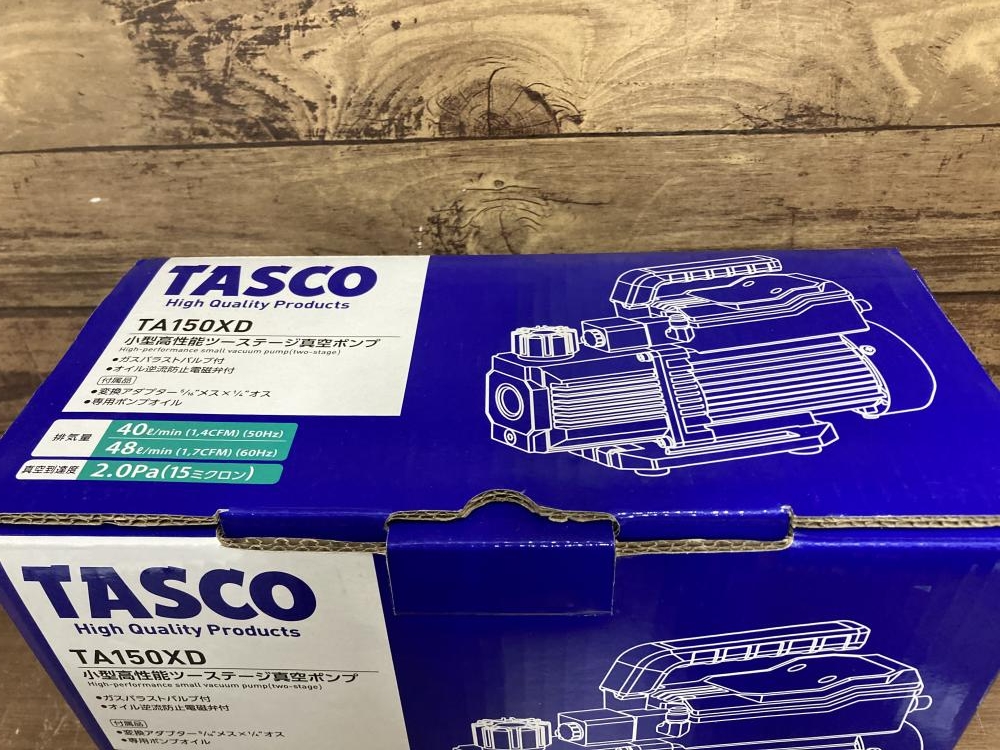 TASCO
High Quality Products
TA150XD
小型高性能ツーステージ真空ポンプ
High-performance small vacuum pump(two-stage)
●ガスバラストバルブ付
●オイル逆流防止電磁弁付
付属品
●変換アダプター5/16"メス×1/4"オス
●専用ポンプオイル
排気量
40ℓ/min (1,4CFM) (50Hz)
48ℓ/min (1,7CFM) (60Hz)
真空到達度 2.0Pa(15ミクロン)
TASCO
High Quality Products
TA150XD
小型高性能ツーステージ真空ポンプ
High-performance small vacuum pump(two-stage)
●ガスバラストバルブ付
●オイル逆流防止電磁弁付
付属品
●変換アダプター5/16"メス×1/4"オス
●専用ポンプオイル